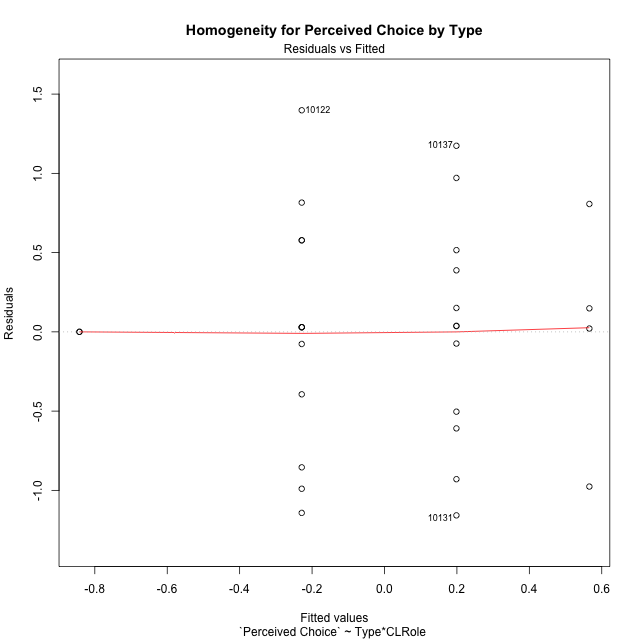 Homogeneity for Perceived Choice by Type
Residuals vs Fitted
1.5
1.0
0.5
0.0
-0.5
-1.0
Residuals
10122
10137
10131
-0.8 -0.6 -0.4 -0.2 0.0 0.2 0.4 0.6
Fitted values
`Perceived Choice` ~ Type*CLRole